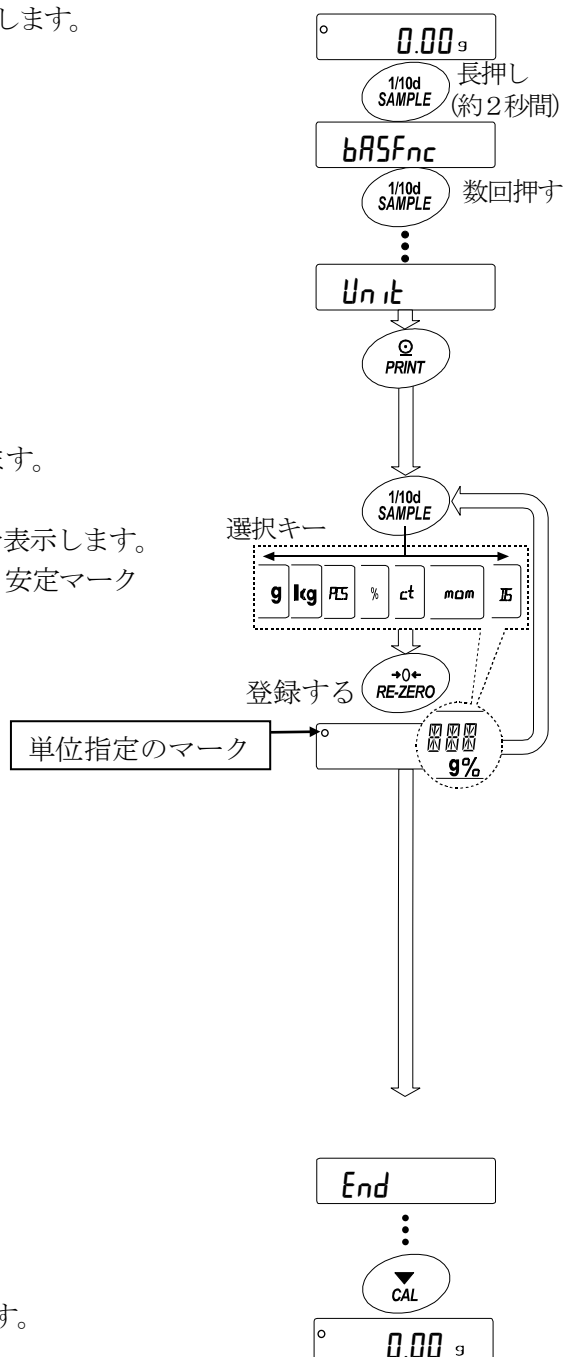 します。
0.00 g
1/10d
SAMPLE
長押し
(約2秒間)
bASFnc
1/10d
SAMPLE
数回押す
Unit
PRINT
ます。
1/10d
SAMPLE
表示します。
選択キー
安定マーク
g kg PCS % ct mom
登録する
→0←
RE-ZERO
単位指定のマーク
g%
End
CAL
す。
0.00 g